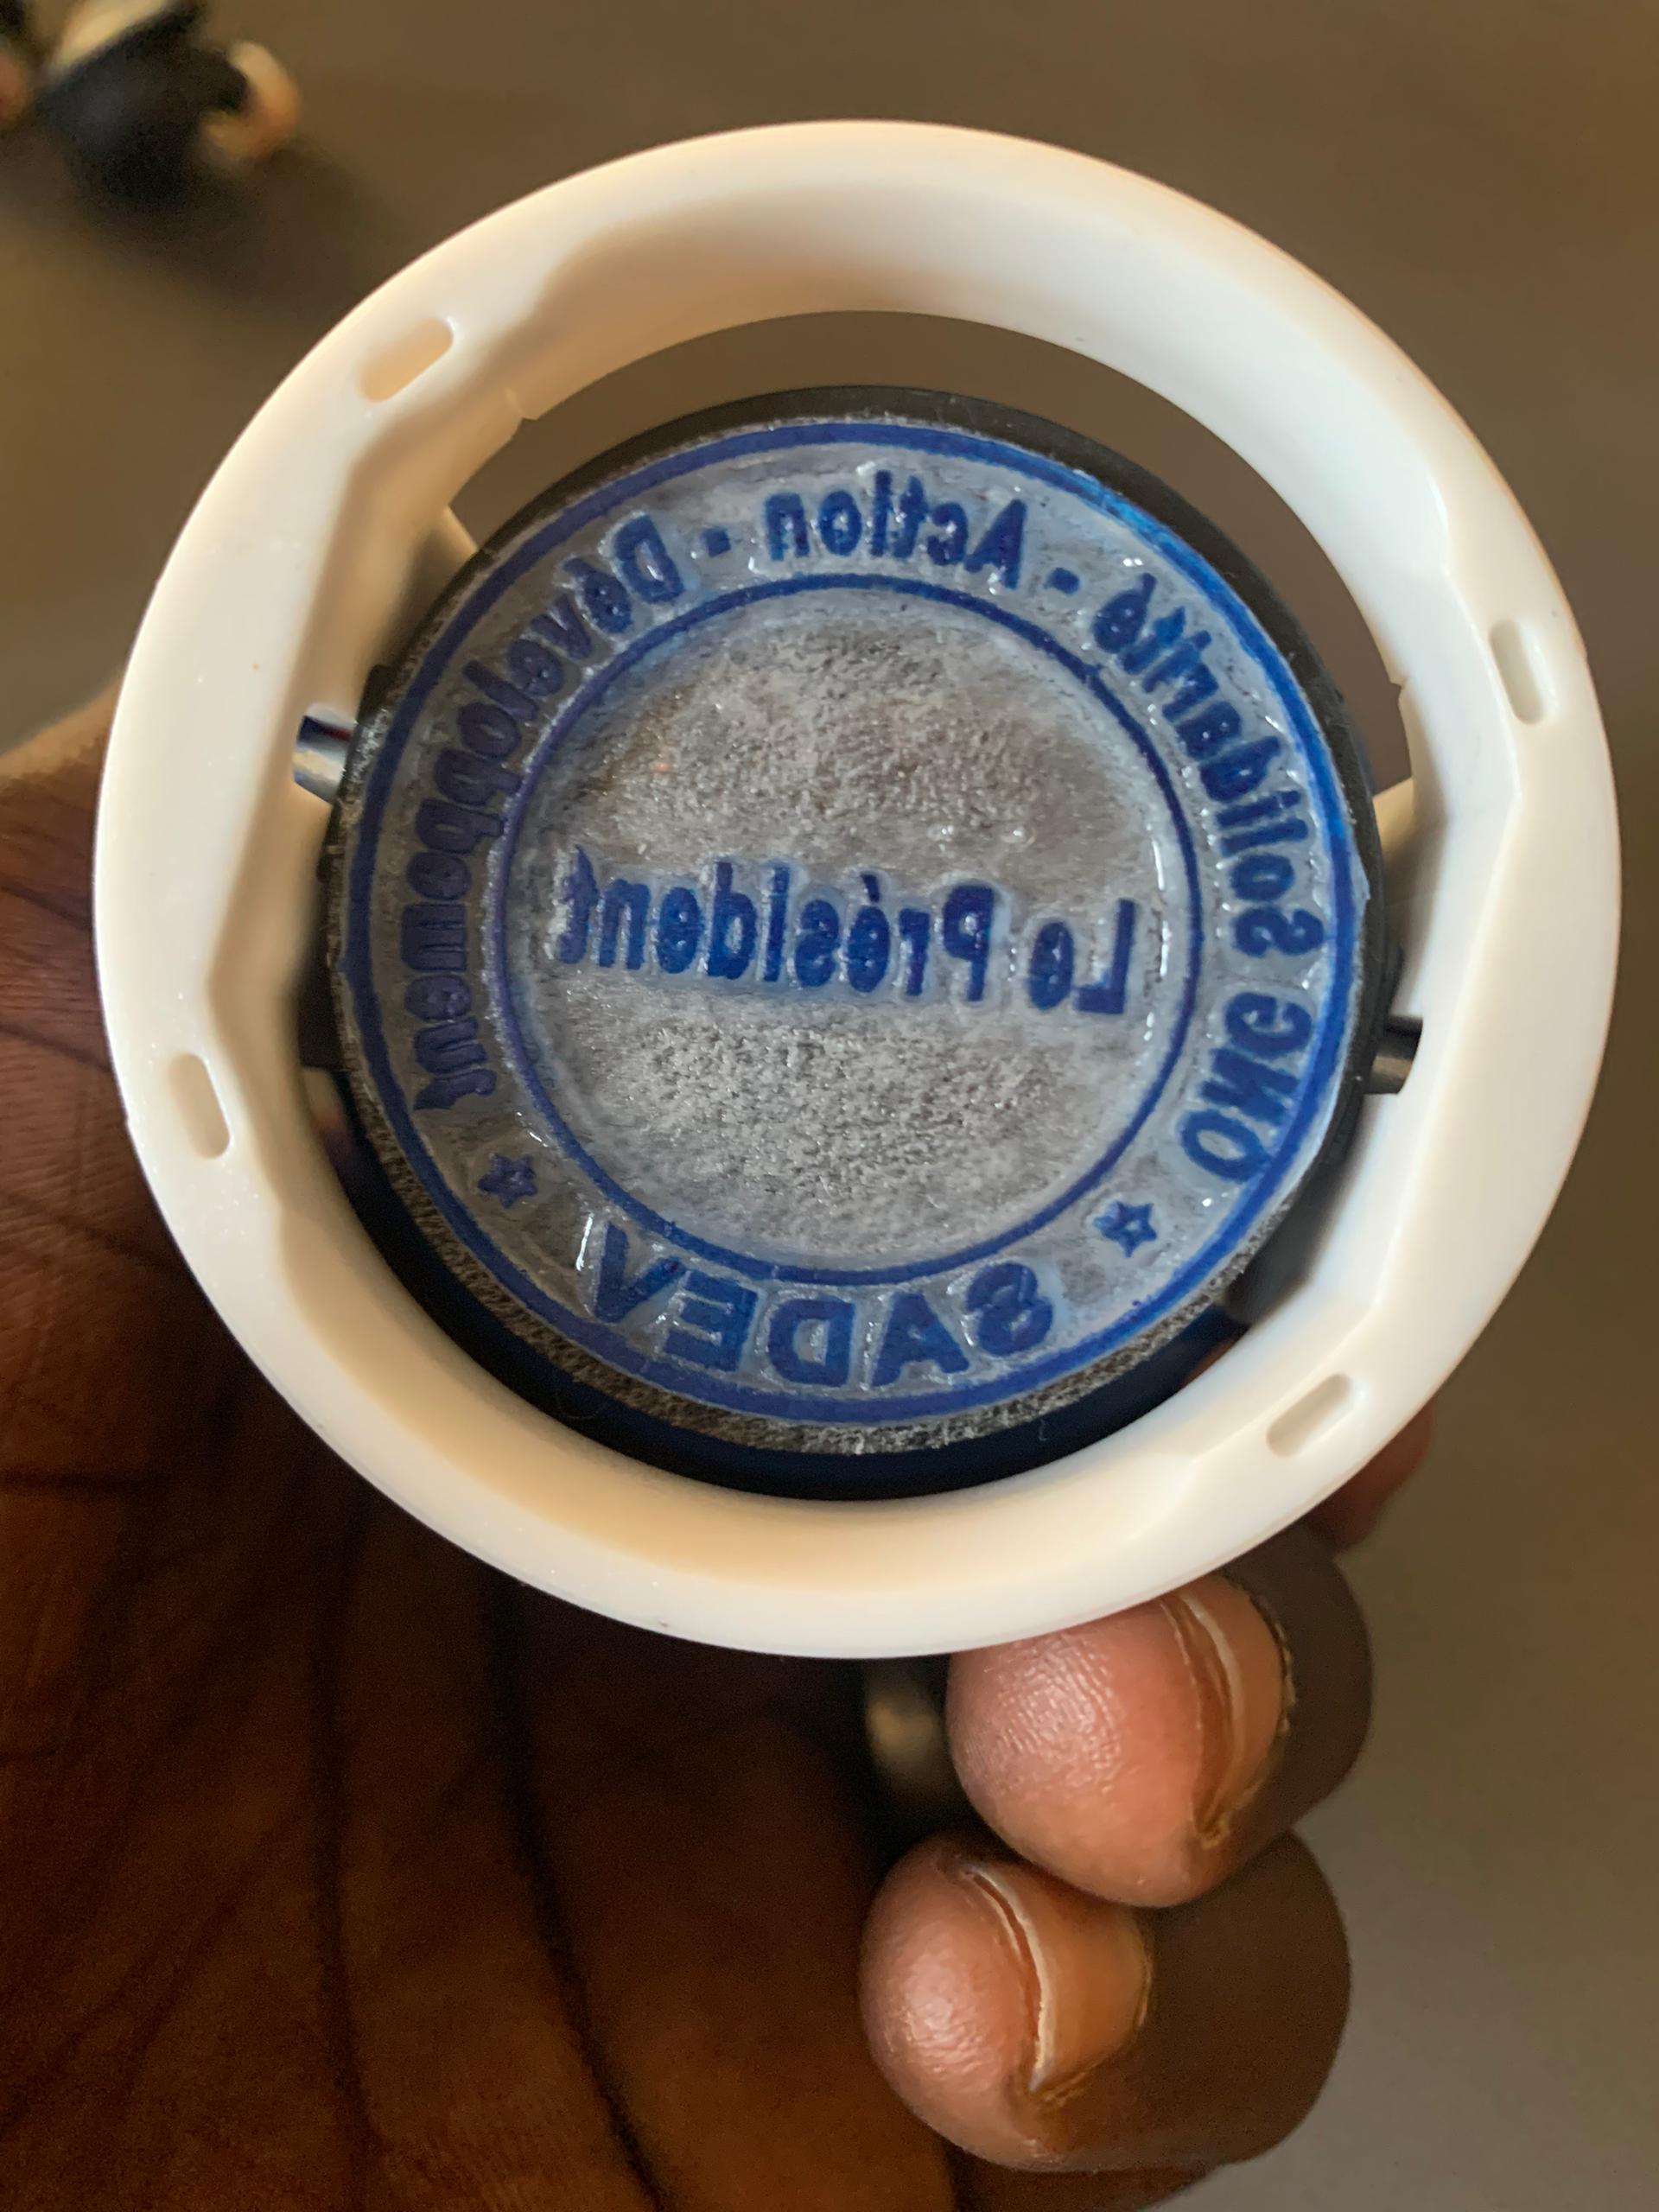 ONG Solidarité - Action - Développement
Le Président
☆ SADEV ☆